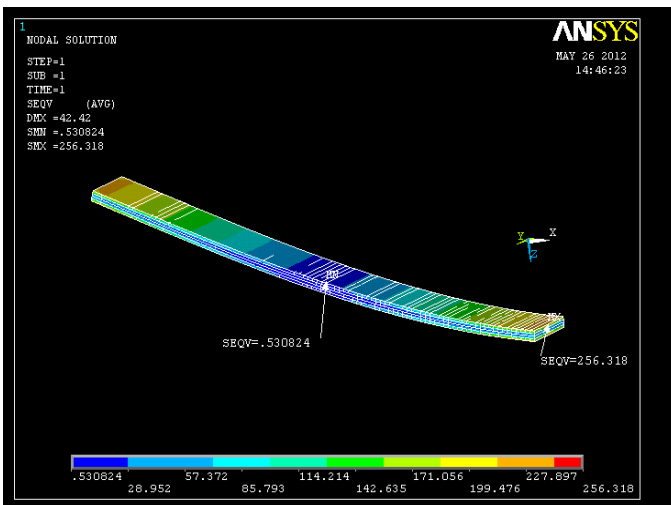 1
NODAL SOLUTION
ANSYS
STEP=1
SUB =1
TIME=1
SEQV (AVG)
DMX =42.42
SMN =.530824
SMX =256.318
MAY 26 2012
14:46:23
Y X
Z
MN
MX
SEQV=.530824
SEQV=256.318
.530824 57.372 114.214 171.056 227.897
28.952 85.793 142.635 199.476 256.318